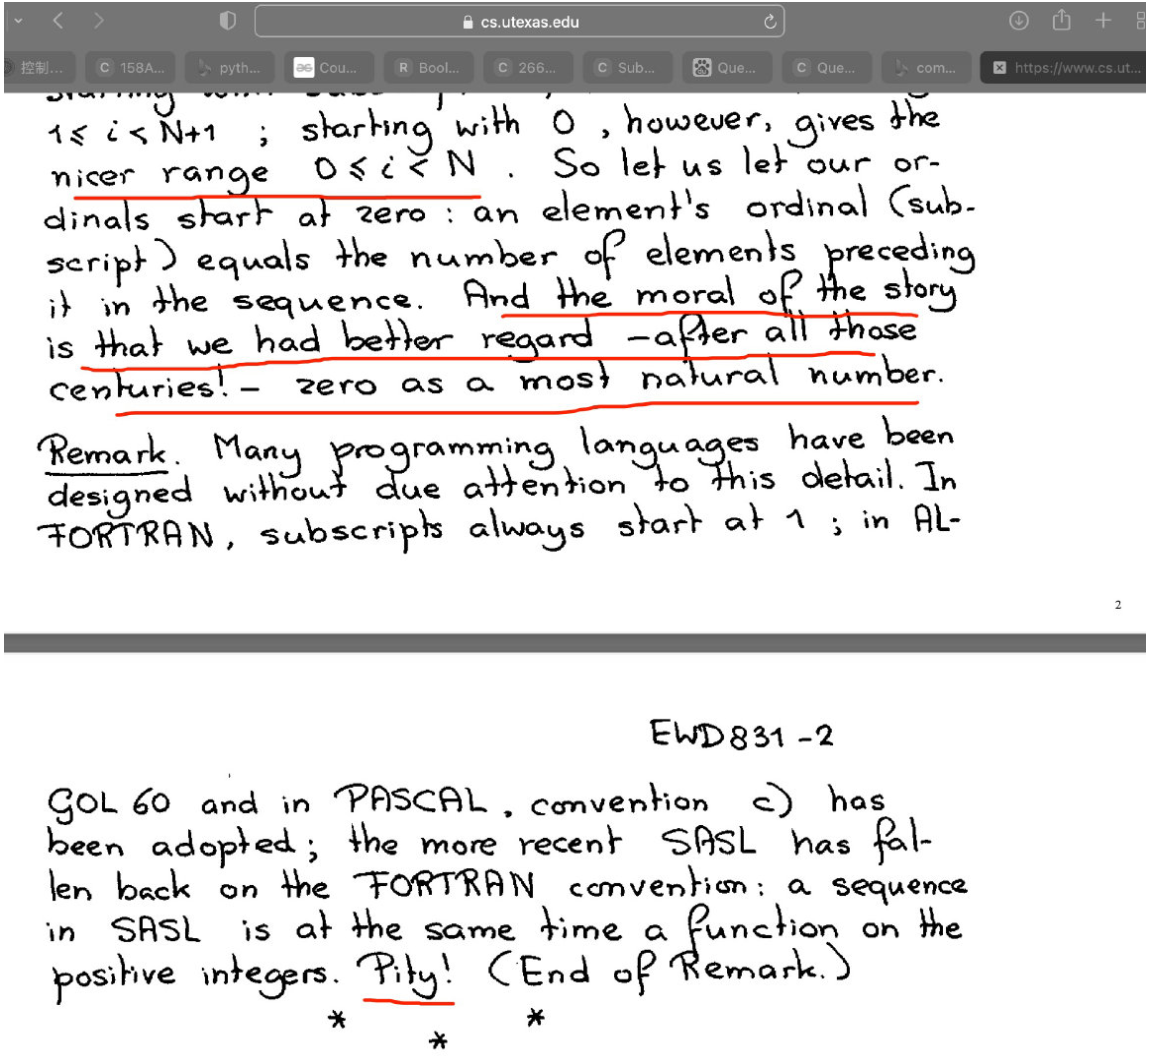 cs.utexas.edu
控制...
C 158A...
pyth...
Cou...
R Bool...
C 266...
C Sub...
Que...
C Que...
com...
https://www.cs.ut...
1 ≤ i < N+1 ; starting with 0, however, gives the
nicer range 0 ≤ i < N. So let us let our or-
dinals start at zero : an element's ordinal (sub-
script) equals the number of elements preceding
it in the sequence. And the moral of the story
is that we had better regard –after all those
centuries!– zero as a most natural number.
Remark. Many programming languages have been
designed without due attention to this detail. In
FORTRAN, subscripts always start at 1 ; in AL-
2
EWD831-2
GOL 60 and in PASCAL, convention c) has
been adopted; the more recent SASL has fal-
len back on the FORTRAN convention: a sequence
in SASL is at the same time a function on the
positive integers. Pity! (End of Remark.)
* * *